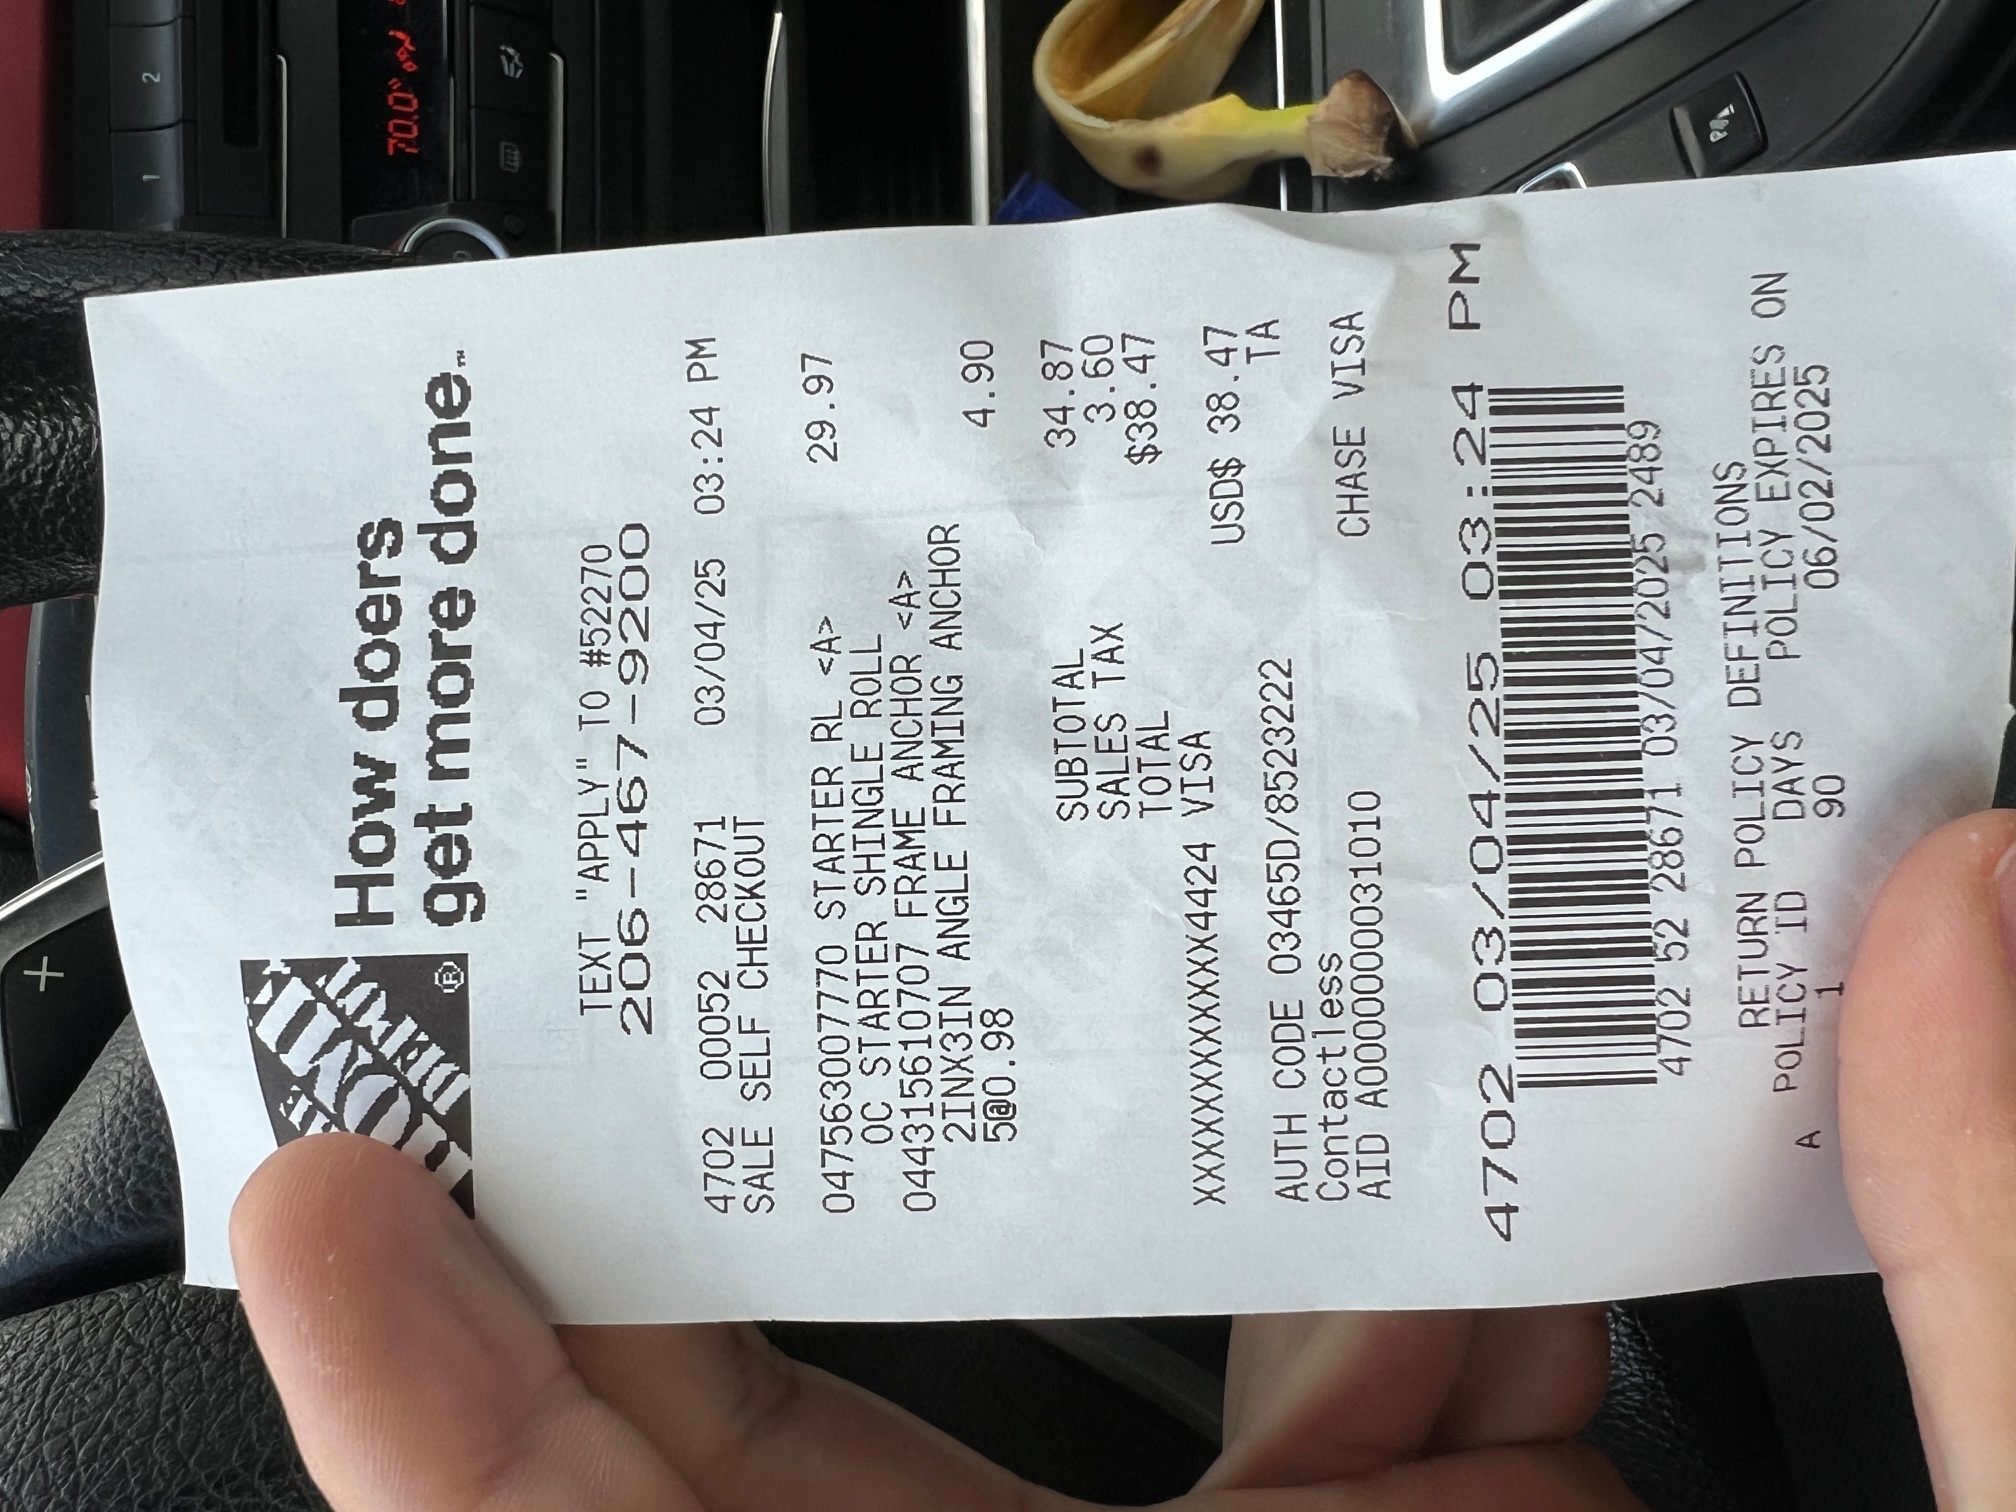 THE HOME DEPOT ®
How doers
get more done.™
TEXT "APPLY" TO #52270
206-467-9200
4702 00052 28671 03/04/25 03:24 PM
SALE SELF CHECKOUT
047563007770 STARTER RL <A> 29.97
OC STARTER SHINGLE ROLL
044315610707 FRAME ANCHOR <A>
2INX3IN ANGLE FRAMING ANCHOR
5@0.98 4.90
SUBTOTAL 34.87
SALES TAX 3.60
TOTAL $38.47
XXXXXXXXXXXX4424 VISA
USD$ 38.47
AUTH CODE 03465D/8523222 TA
Contactless
AID A0000000031010 CHASE VISA
4702 03/04/25 03:24 PM
4702 52 28671 03/04/2025 2489
RETURN POLICY DEFINITIONS
POLICY ID DAYS POLICY EXPIRES ON
A 1 90 06/02/2025
+
1 2
70.0°